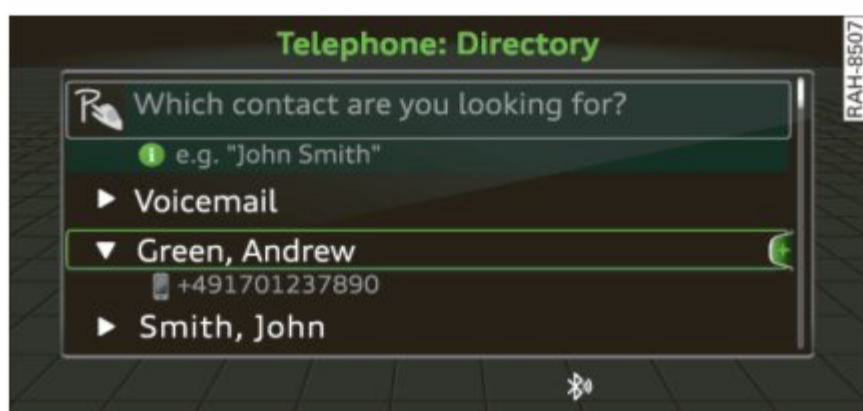 Telephone: Directory
Which contact are you looking for?
e.g. "John Smith"
Voicemail
Green, Andrew
+491701237890
Smith, John
RAH-8507